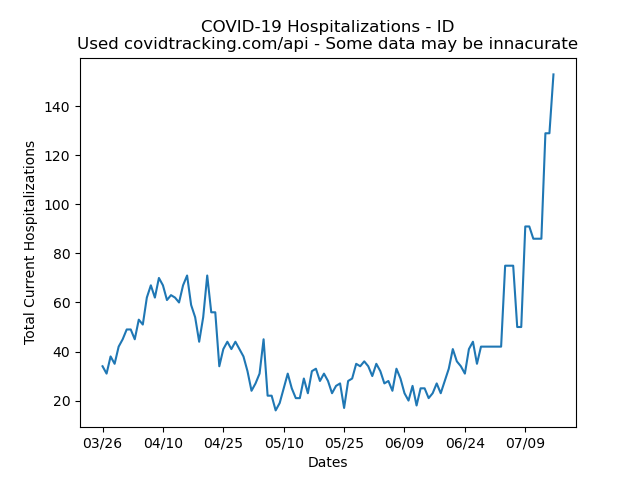 COVID-19 Hospitalizations - ID
Used covidtracking.com/api - Some data may be innacurate
Total Current Hospitalizations
140
120
100
80
60
40
20
03/26 04/10 04/25 05/10 05/25 06/09 06/24 07/09
Dates